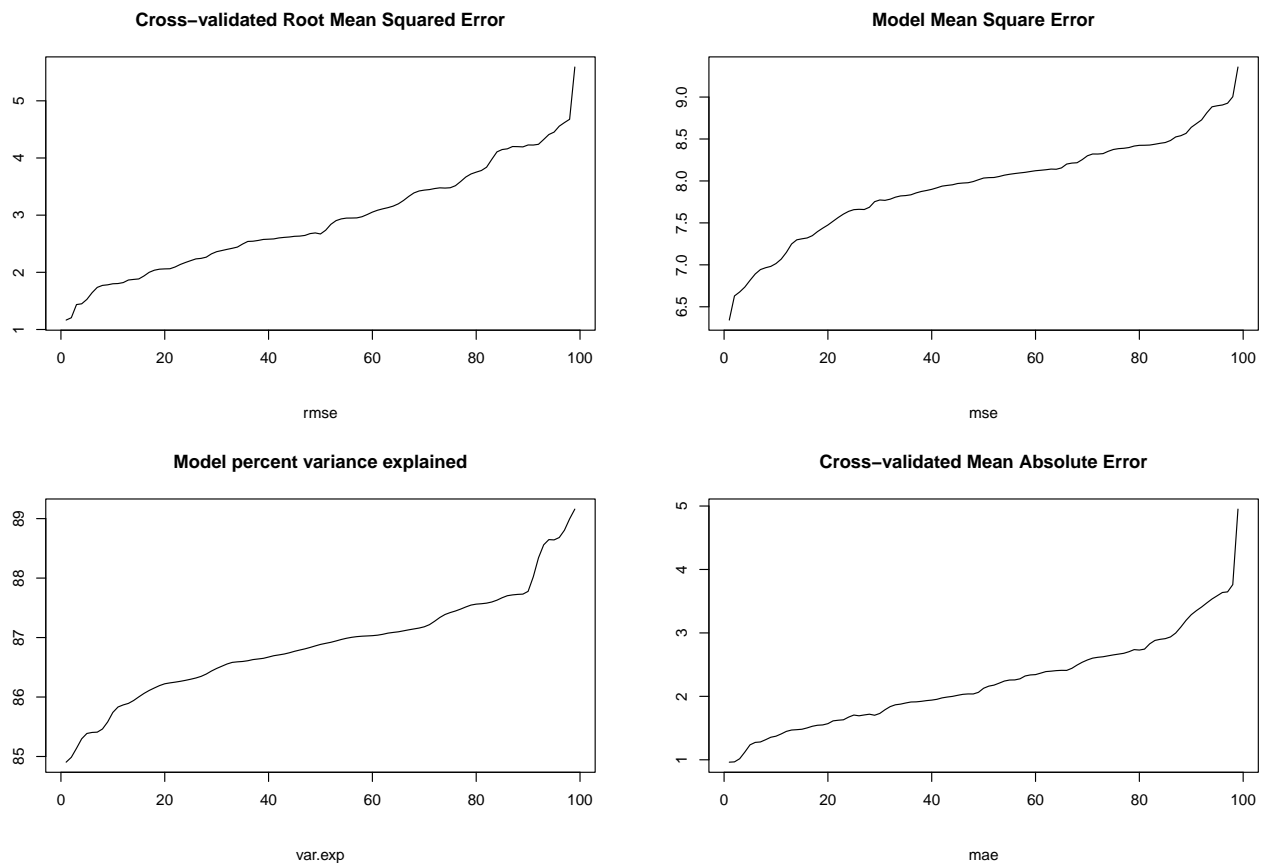 Cross−validated Root Mean Squared Error
5
4
3
2
1
0 20 40 60 80 100
rmse
Model Mean Square Error
9.0
8.5
8.0
7.5
7.0
6.5
0 20 40 60 80 100
mse
Model percent variance explained
89
88
87
86
85
0 20 40 60 80 100
var.exp
Cross−validated Mean Absolute Error
5
4
3
2
1
0 20 40 60 80 100
mae